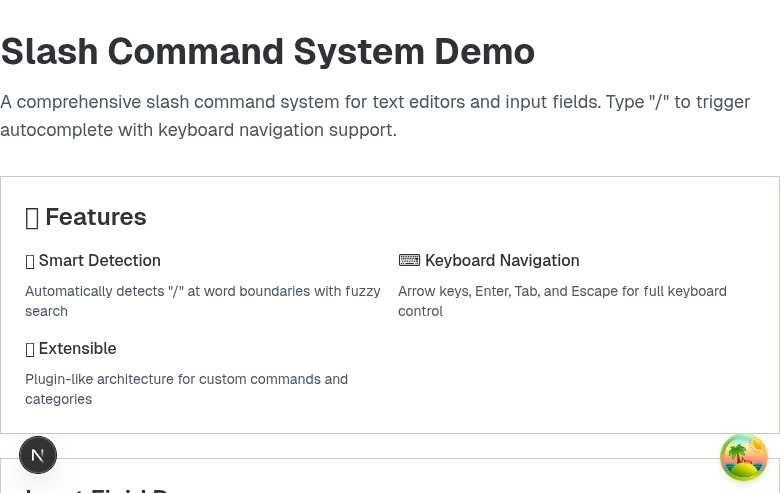 Slash Command System Demo
A comprehensive slash command system for text editors and input fields. Type "/" to trigger
autocomplete with keyboard navigation support.
Features
Smart Detection
Automatically detects "/" at word boundaries with fuzzy
search
⌨ Keyboard Navigation
Arrow keys, Enter, Tab, and Escape for full keyboard
control
Extensible
Plugin-like architecture for custom commands and
categories
N